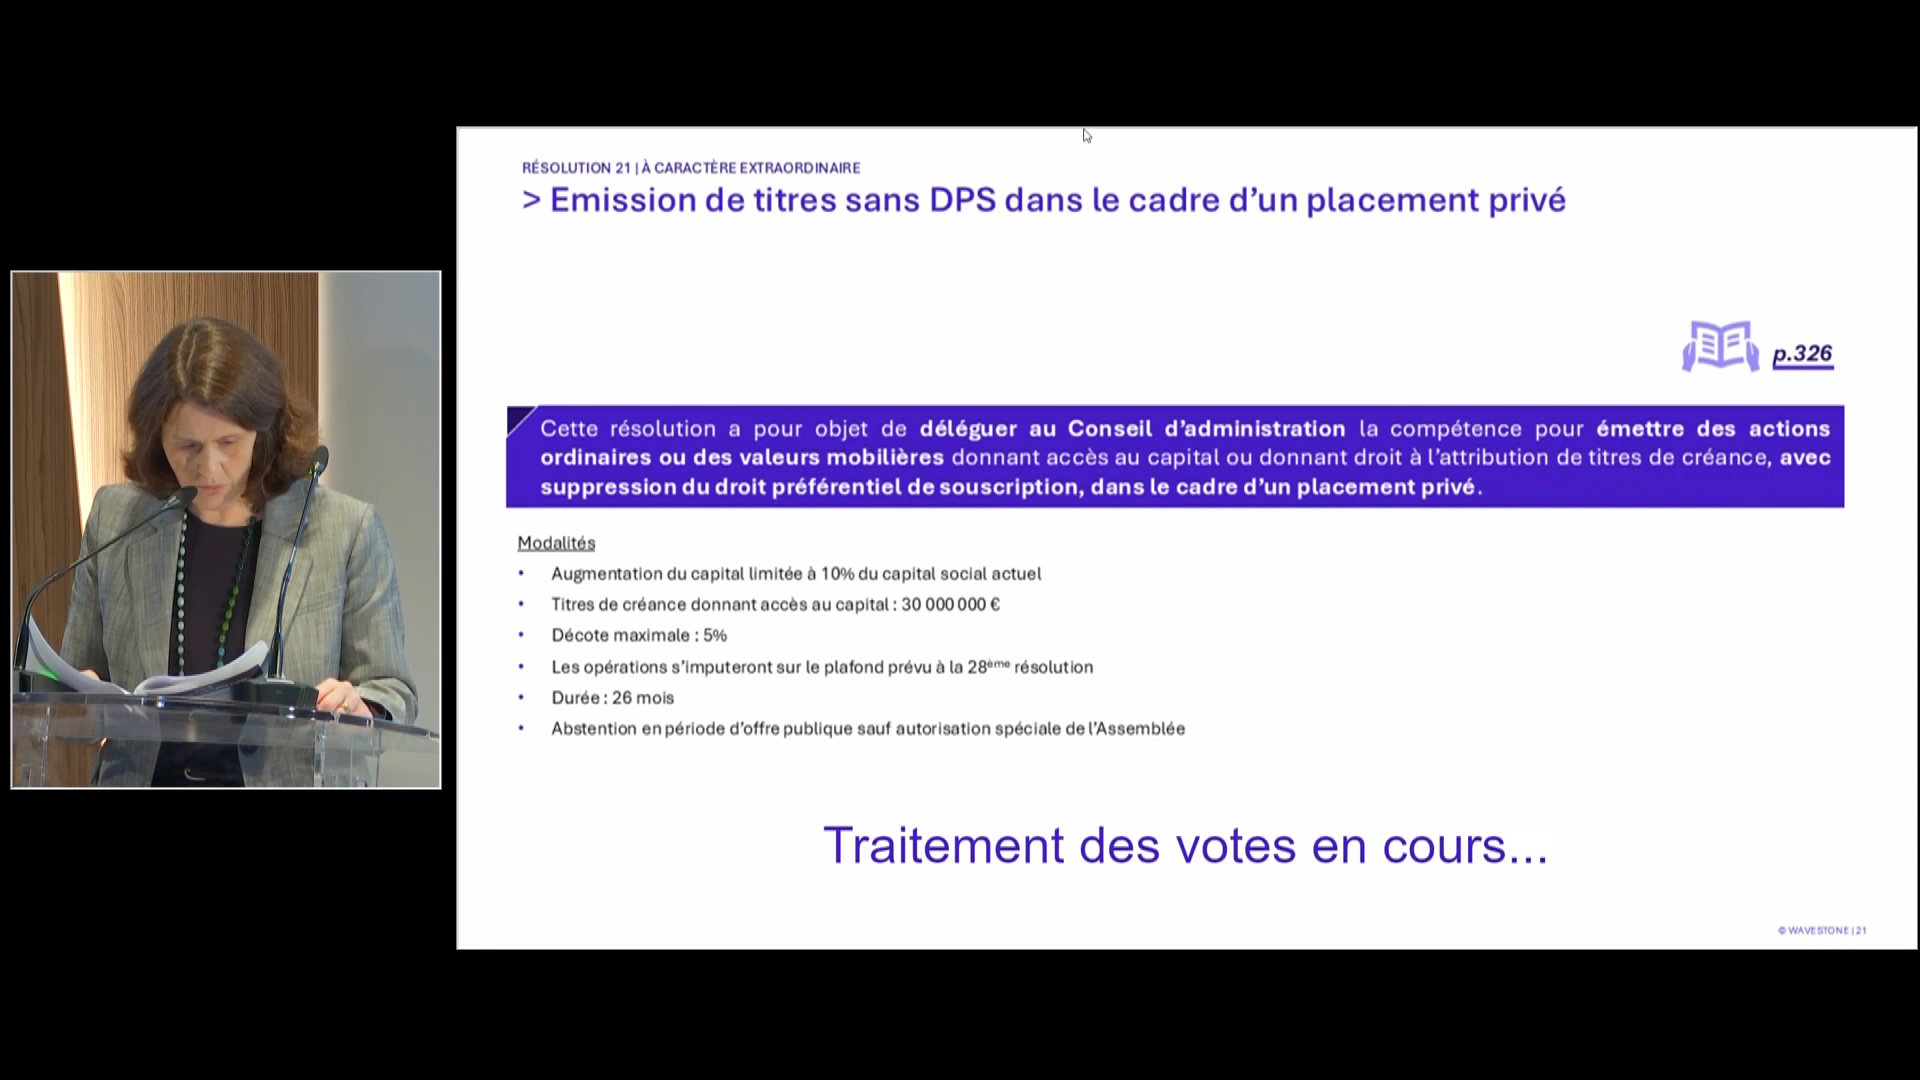 RÉSOLUTION 21 | À CARACTÈRE EXTRAORDINAIRE
> Emission de titres sans DPS dans le cadre d’un placement privé
p.326
Cette résolution a pour objet de déléguer au Conseil d’administration la compétence pour émettre des actions
ordinaires ou des valeurs mobilières donnant accès au capital ou donnant droit à l’attribution de titres de créance, avec
suppression du droit préférentiel de souscription, dans le cadre d’un placement privé.
Modalités
• Augmentation du capital limitée à 10% du capital social actuel
• Titres de créance donnant accès au capital : 30 000 000 €
• Décote maximale : 5%
• Les opérations s’imputeront sur le plafond prévu à la 28ème résolution
• Durée : 26 mois
• Abstention en période d’offre publique sauf autorisation spéciale de l’Assemblée
Traitement des votes en cours...
© WAVESTONE | 21